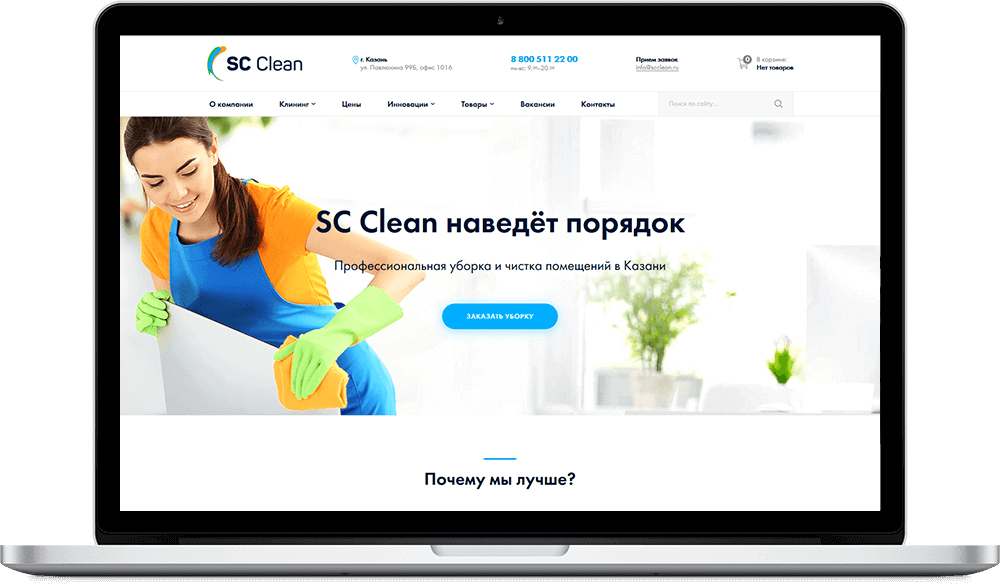 SC Clean
г. Казань
ул. Павлюхина 99Б, офис 1016
8 800 511 22 00
пн-вс: 9:00-20:00
Прием заявок
info@scclean.ru
0
В корзине:
Нет товаров
О компании
Клининг
Цены
Инновации
Товары
Вакансии
Контакты
Поиск по сайту ...
SC Clean наведёт порядок
Профессиональная уборка и чистка помещений в Казани
ЗАКАЗАТЬ УБОРКУ
Почему мы лучше?